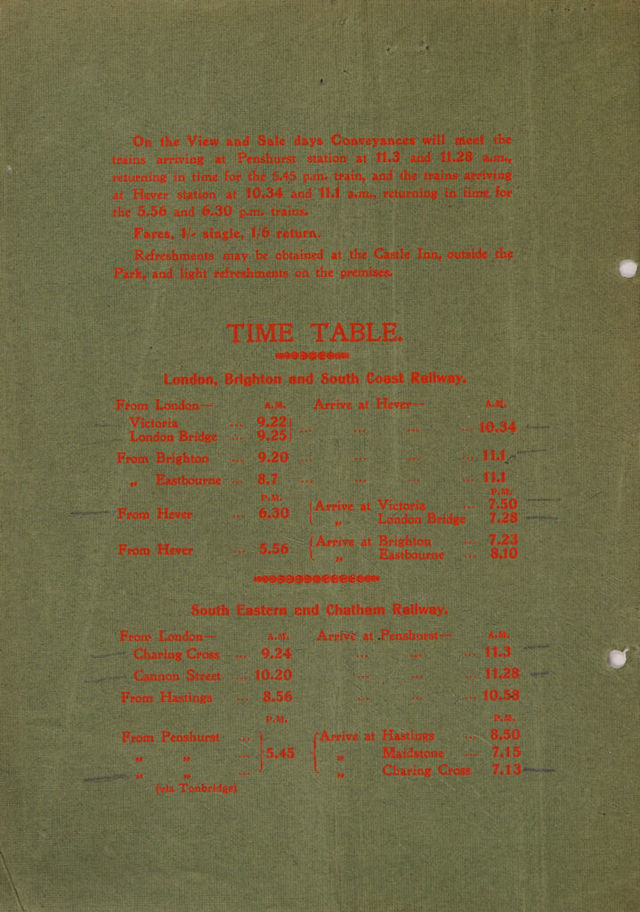 On the View and Sale days Conveyances will meet the
trains arriving at Penshurst station at 11.3 and 11.28 a.m.,
returning in time for the 5.45 p.m. train, and the trains arriving
at Hever station at 10.34 and 11.1 a.m., returning in time for
the 5.56 and 6.30 p.m. trains.
Fares, 1/- single, 1/6 return.
Refreshments may be obtained at the Castle Inn, outside the
Park, and light refreshments on the premises.
TIME TABLE.
London, Brighton and South Coast Railway.
From London— A.M. Arrive at Hever— A.M.
Victoria ... 9.22
London Bridge ... 9.25 ... ... ... ... 10.34
From Brighton ... 9.20 ... ... ... ... 11.1
„ Eastbourne ... 8.7 ... ... ... ... 11.1
P.M. P.M.
From Hever ... 6.30 Arrive at Victoria ... 7.50
„ London Bridge 7.28
From Hever ... 5.56 Arrive at Brighton ... 7.23
„ Eastbourne ... 8.10
South Eastern and Chatham Railway.
From London— A.M. Arrive at Penshurst— A.M.
Charing Cross ... 9.24 ... ... ... 11.3
Cannon Street ... 10.20 ... ... ... 11.28
From Hastings ... 8.56 ... ... ... 10.58
P.M. P.M.
From Penshurst ... Arrive at Hastings ... 8.50
„ „ ... 5.45 „ Maidstone ... 7.15
„ „ ... „ Charing Cross 7.13
(via Tonbridge)